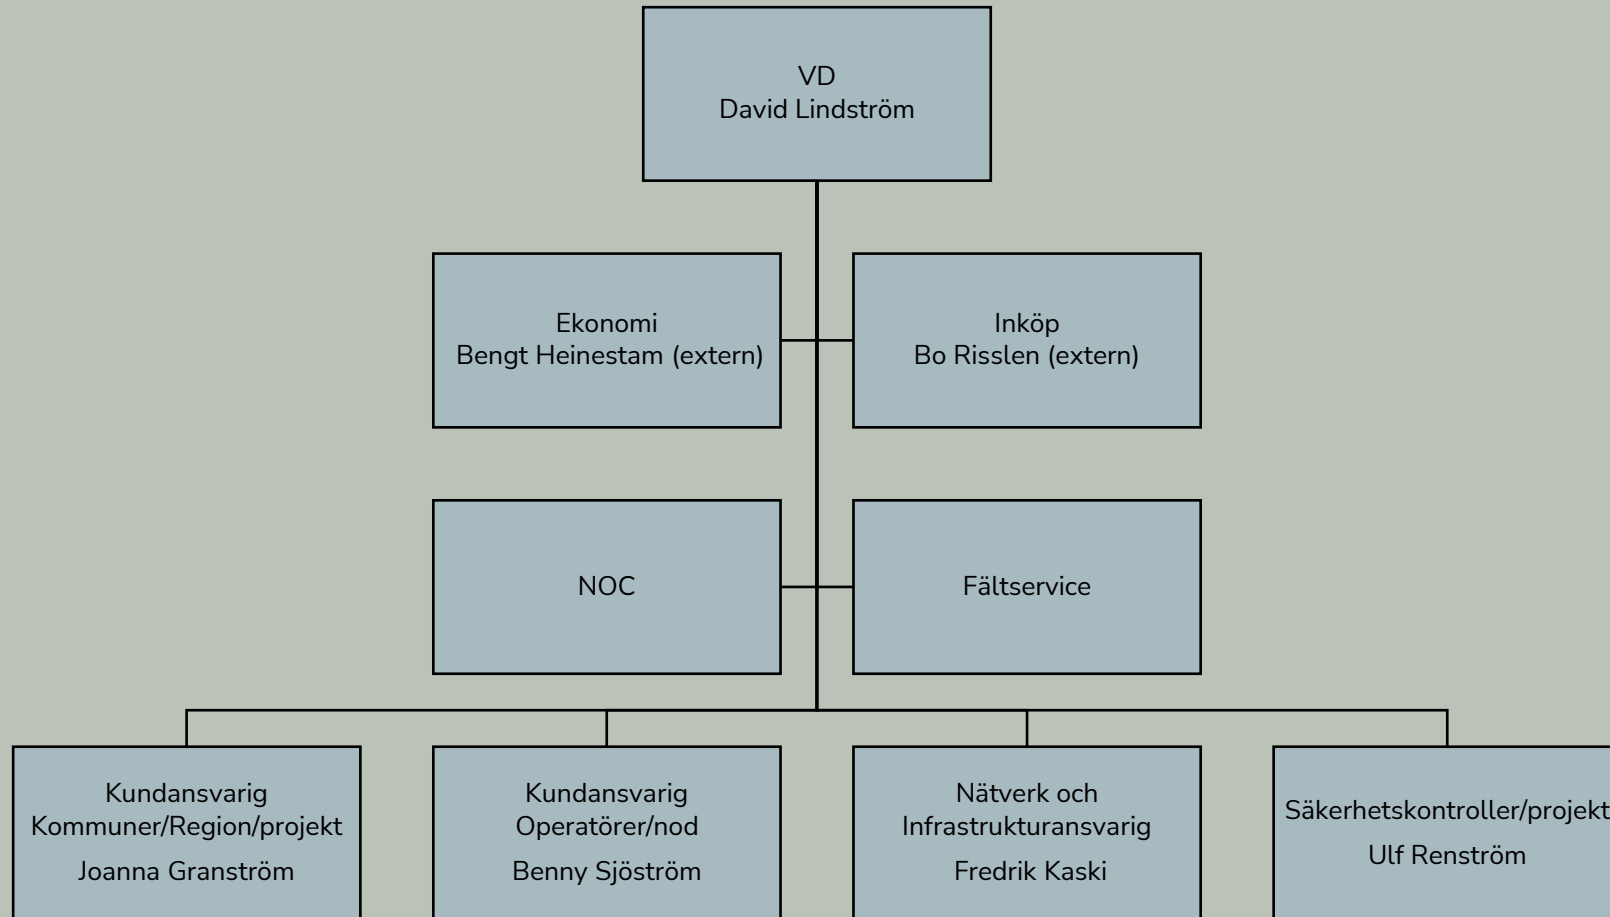 VD
David Lindström
Ekonomi
Bengt Heinestam (extern)
Inköp
Bo Risslen (extern)
NOC
Fältservice
Kundansvarig
Kommuner/Region/projekt
Joanna Granström
Kundansvarig
Operatörer/nod
Benny Sjöström
Nätverk och
Infrastrukturansvarig
Fredrik Kaski
Säkerhetskontroller/projekt
Ulf Renström